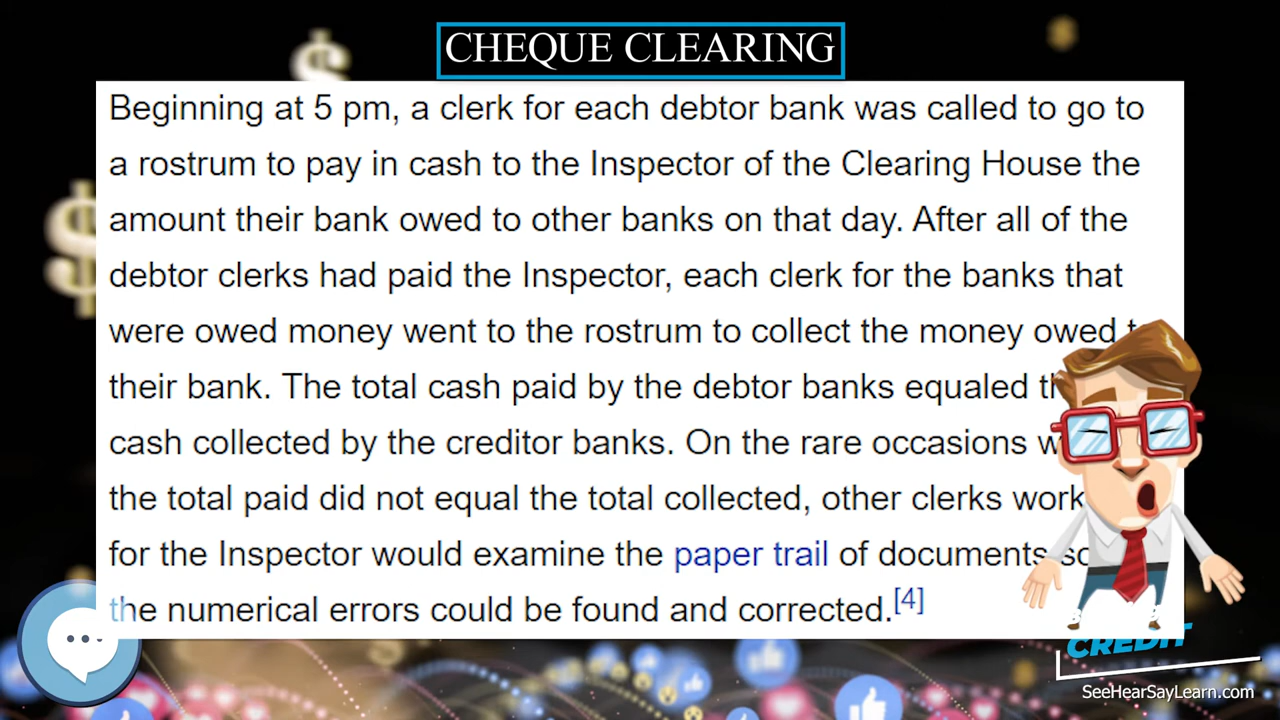 CHEQUE CLEARING
Beginning at 5 pm, a clerk for each debtor bank was called to go to
a rostrum to pay in cash to the Inspector of the Clearing House the
amount their bank owed to other banks on that day. After all of the
debtor clerks had paid the Inspector, each clerk for the banks that
were owed money went to the rostrum to collect the money owed
their bank. The total cash paid by the debtor banks equaled
cash collected by the creditor banks. On the rare occasions
the total paid did not equal the total collected, other clerks
for the Inspector would examine the paper trail of documents
the numerical errors could be found and corrected.[4]
CREDIT
SeeHearSayLearn.com